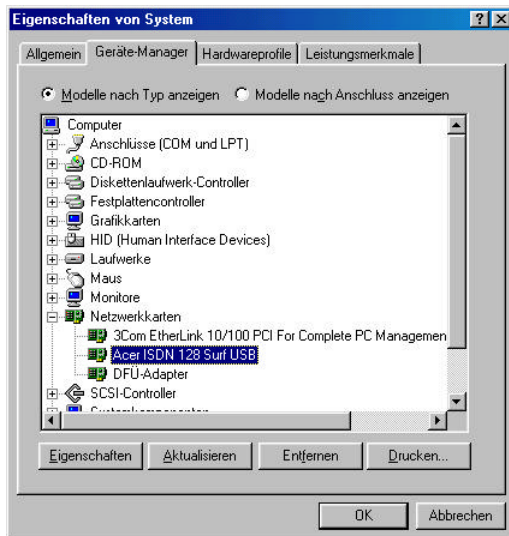 Eigenschaften von System
Allgemein Geräte-Manager Hardwareprofile Leistungsmerkmale
Modelle nach Typ anzeigen Modelle nach Anschluss anzeigen
Computer
Anschlüsse (COM und LPT)
CD-ROM
Diskettenlaufwerk-Controller
Festplattencontroller
Grafikkarten
HID (Human Interface Devices)
Laufwerke
Maus
Monitore
Netzwerkkarten
3Com EtherLink 10/100 PCI For Complete PC Managemen
Acer ISDN 128 Surf USB
DFÜ-Adapter
SCSI-Controller
Systemkomponenten
Eigenschaften Aktualisieren Entfernen Drucken...
OK Abbrechen